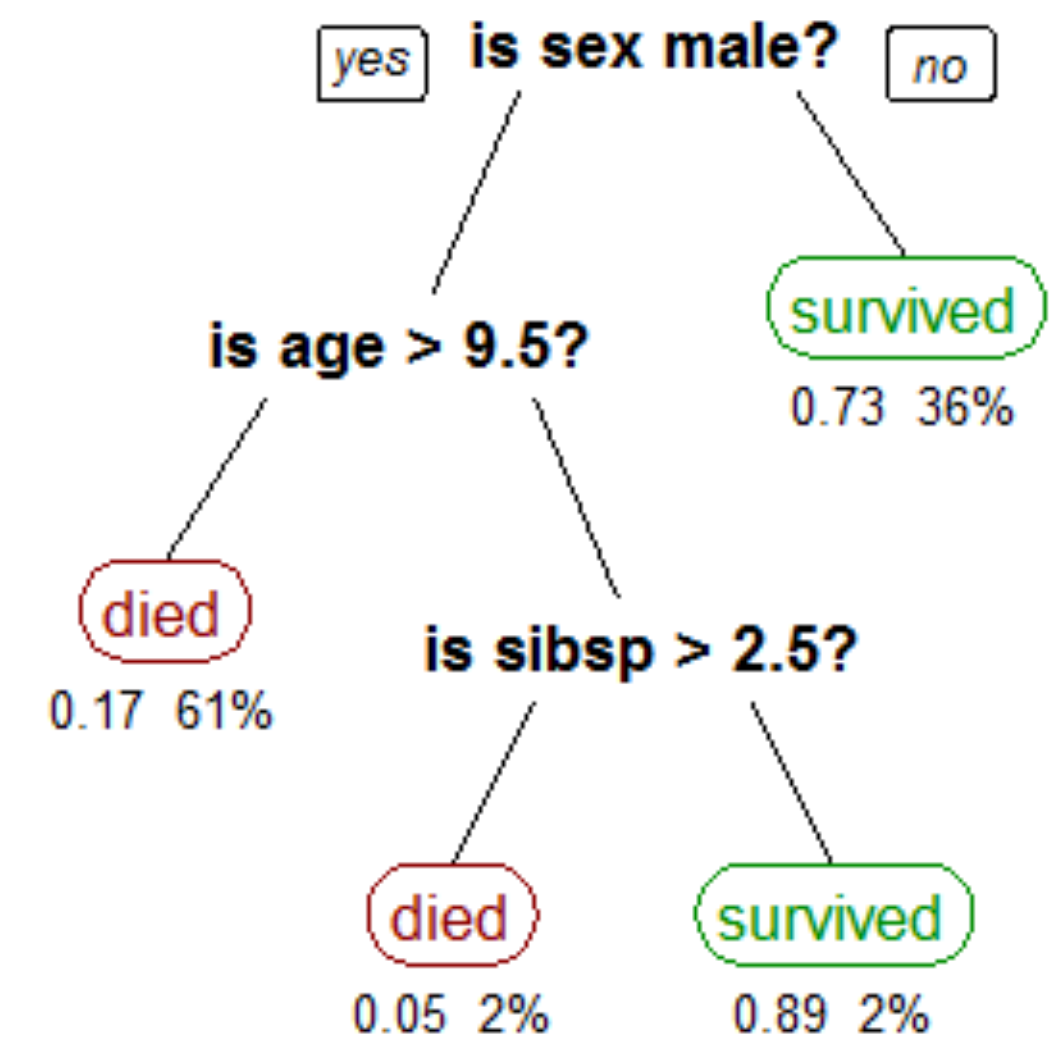 yes is sex male? no
is age > 9.5?
survived
0.73 36%
died
0.17 61%
is sibsp > 2.5?
died
0.05 2%
survived
0.89 2%